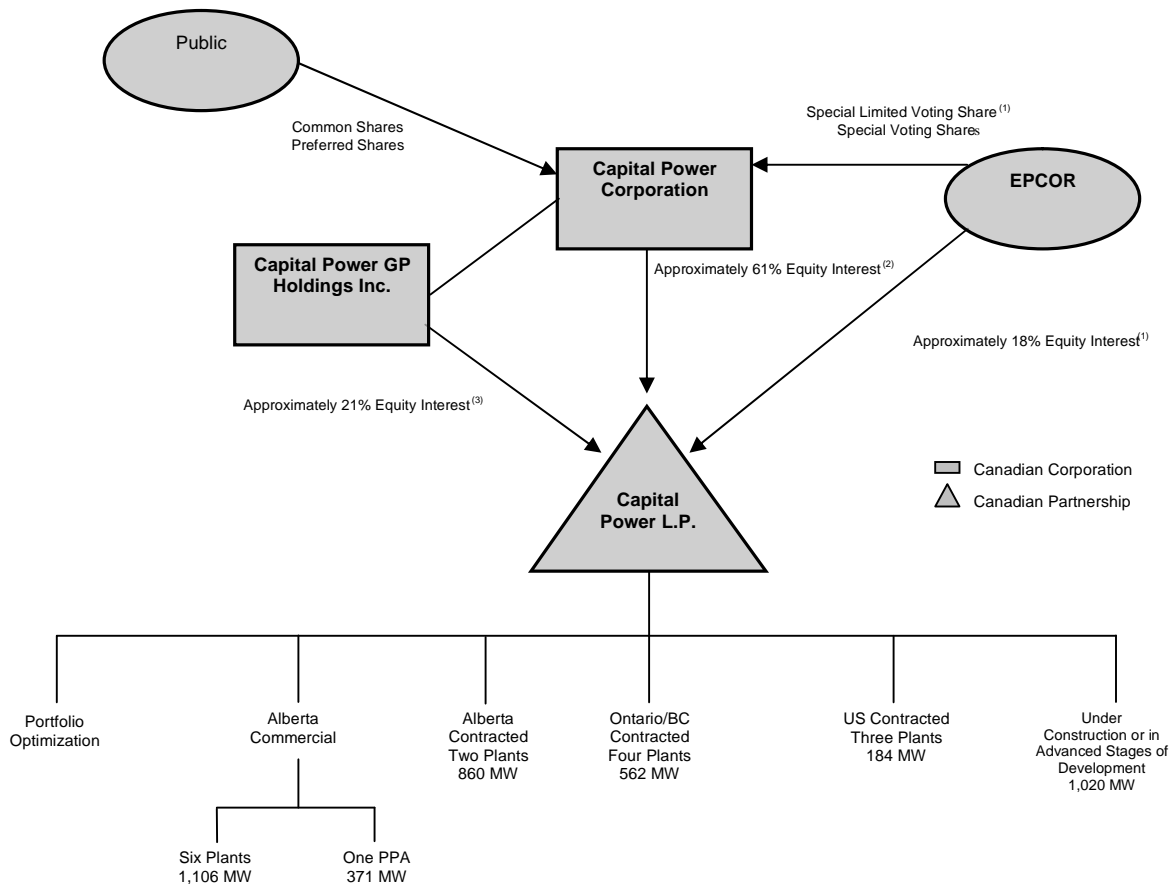 Public
Common Shares
Preferred Shares
Special Limited Voting Share (1)
Special Voting Shares
Capital Power
Corporation
EPCOR
Capital Power GP
Holdings Inc.
Approximately 61% Equity Interest(2)
Approximately 18% Equity Interest(1)
Approximately 21% Equity Interest(3)
Canadian Corporation
Canadian Partnership
Capital
Power L.P.
Portfolio
Optimization
Alberta
Commercial
Alberta
Contracted
Two Plants
860 MW
Ontario/BC
Contracted
Four Plants
562 MW
US Contracted
Three Plants
184 MW
Under
Construction or in
Advanced Stages of
Development
1,020 MW
Six Plants
1,106 MW
One PPA
371 MW